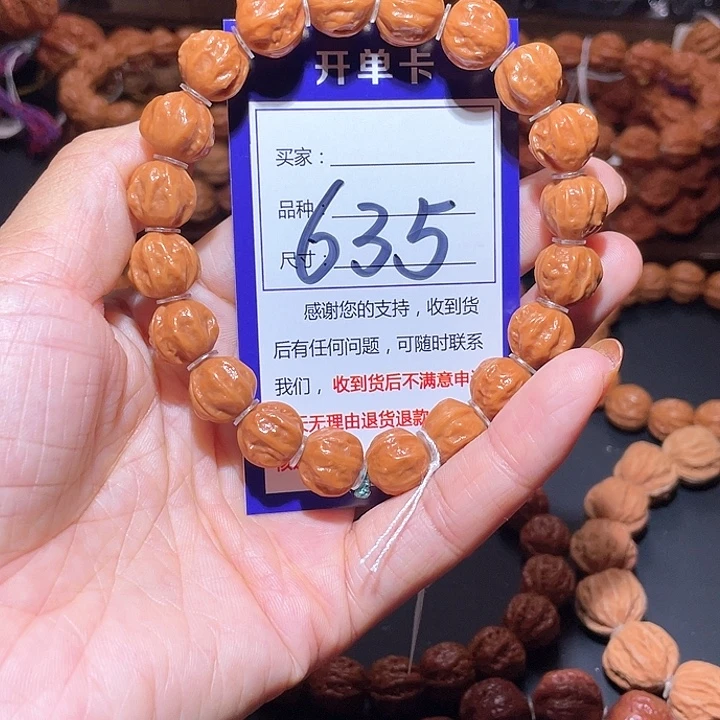 开单卡
买家：
品种：
635
尺寸：
感谢您的支持，收到货
后有任何问题，可随时联系
我们，收到货后不满意申
天无理由退货退款